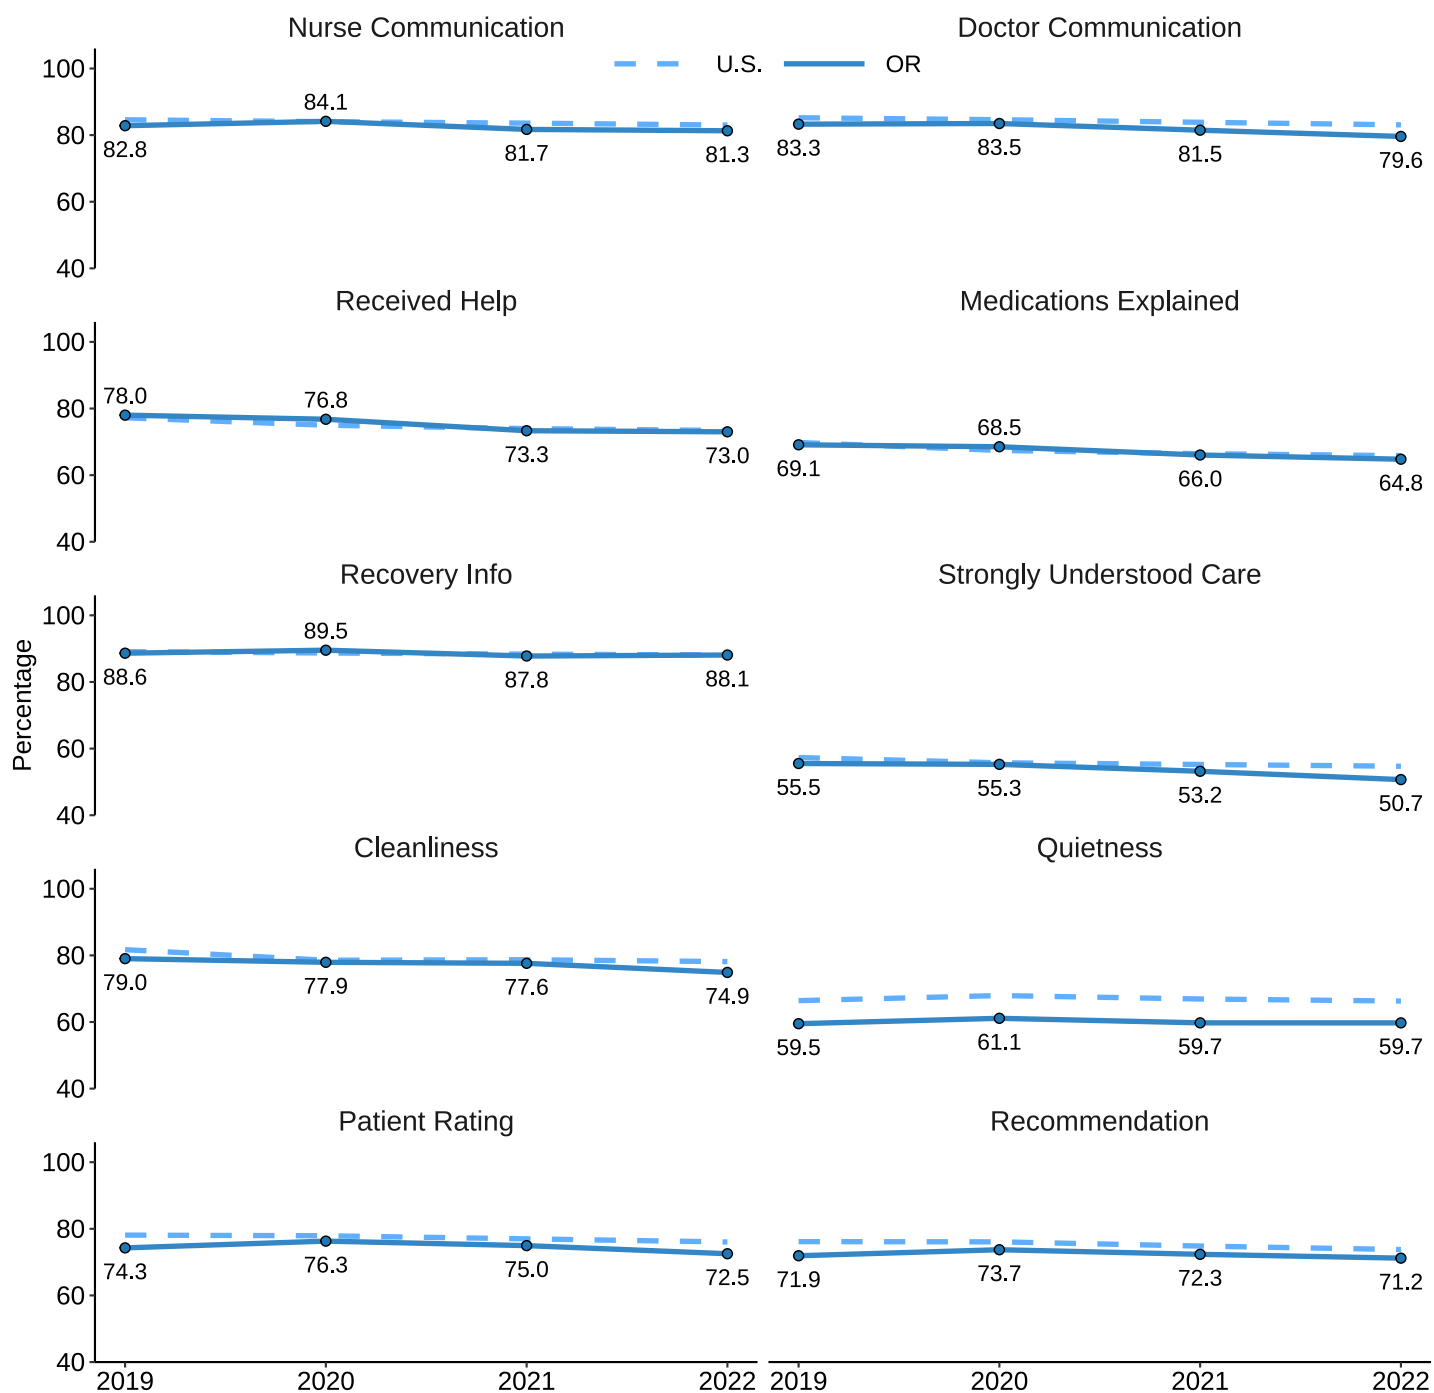 Nurse Communication
Doctor Communication
U.S. OR
100
80
60
40
82.8 84.1 81.7 81.3
83.3 83.5 81.5 79.6
Received Help
Medications Explained
100
80
60
40
78.0 76.8 73.3 73.0
69.1 68.5 66.0 64.8
Recovery Info
Strongly Understood Care
Percentage
100
80
60
40
88.6 89.5 87.8 88.1
55.5 55.3 53.2 50.7
Cleanliness
Quietness
100
80
60
40
79.0 77.9 77.6 74.9
59.5 61.1 59.7 59.7
Patient Rating
Recommendation
100
80
60
40
74.3 76.3 75.0 72.5
71.9 73.7 72.3 71.2
2019 2020 2021 2022 2019 2020 2021 2022